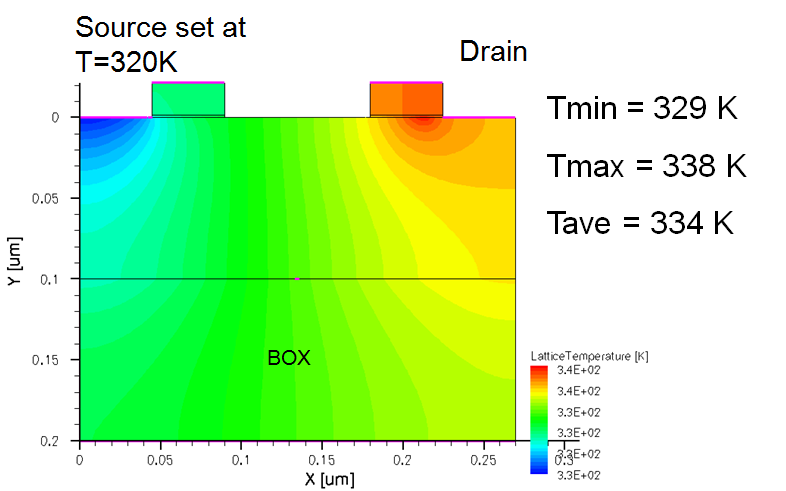 Source set at
T=320K
Drain
Tmin = 329 K
Tmax = 338 K
Tave = 334 K
0
0.05
0.1
0.15
0.2
Y [um]
BOX
0
0.05
0.1
0.15
0.2
0.25
0.3
X [um]
LatticeTemperature [K]
3.4E+02
3.4E+02
3.3E+02
3.3E+02
3.3E+02
3.3E+02